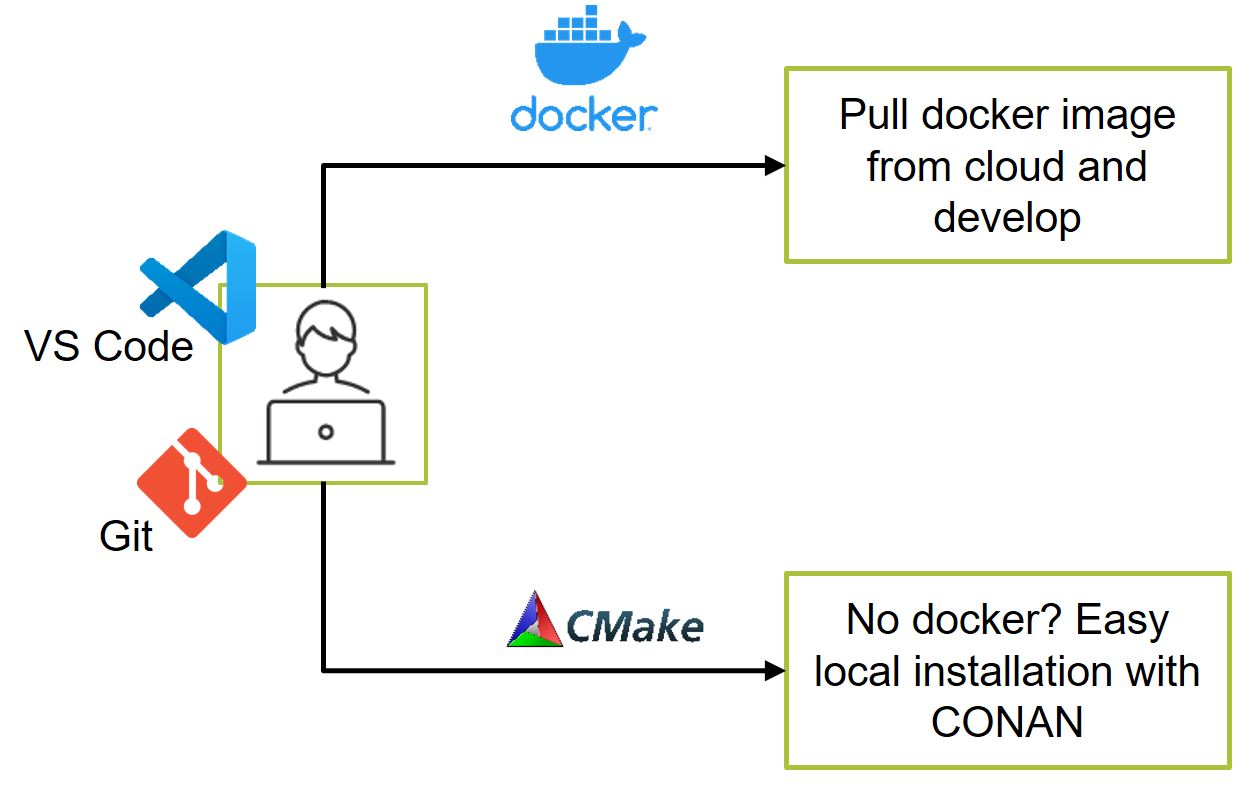 docker
Pull docker image
from cloud and
develop
VS Code
Git
CMake
No docker? Easy
local installation with
CONAN